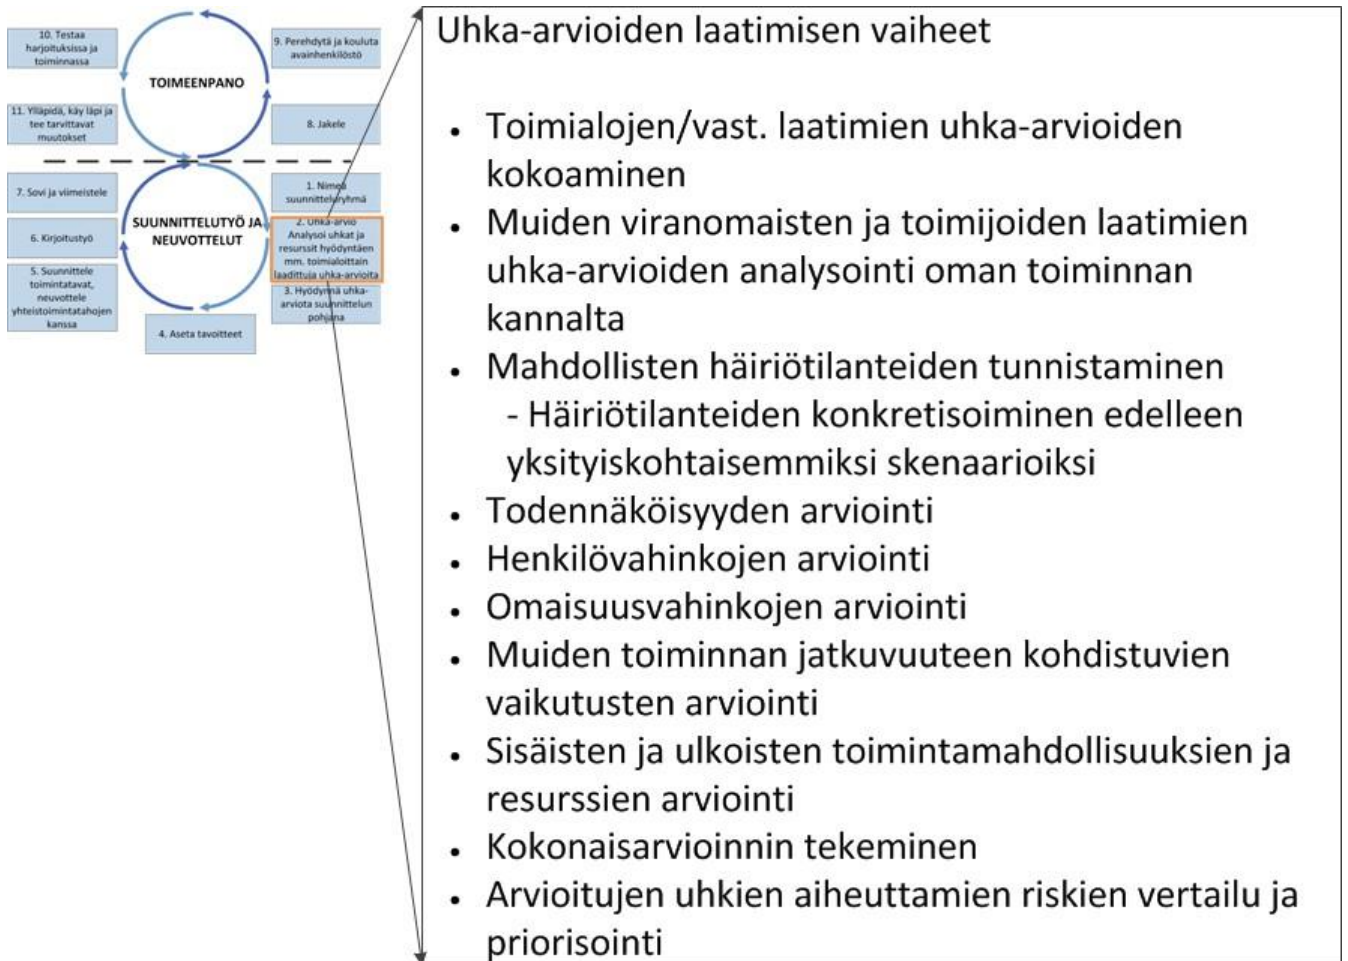 10. Testaa
harjoituksissa ja
toiminnassa
9. Perehdytä ja kouluta
avainhenkilöstö
TOIMEENPANO
11. Ylläpidä, käy läpi ja
tee tarvittavat
muutokset
8. Jakele
7. Sovi ja viimeistele
1. Nimeä
suunnitteluryhmä
SUUNNITTELUTYÖ JA
NEUVOTTELUT
2. Uhka-arvio
Analysoi uhkat ja
resurssit hyödyntäen
mm. toimialoittain
laadittuja uhka-arvioita
6. Kirjoitustyö
5. Suunnittele
toimintatavat,
neuvottele
yhteistoimintatahojen
kanssa
3. Hyödynnä uhka-
arviota suunnittelun
pohjana
4. Aseta tavoitteet
Uhka-arvioiden laatimisen vaiheet
• Toimialojen/vast. laatimien uhka-arvioiden
kokoaminen
• Muiden viranomaisten ja toimijoiden laatimien
uhka-arvioiden analysointi oman toiminnan
kannalta
• Mahdollisten häiriötilanteiden tunnistaminen
- Häiriötilanteiden konkretisoiminen edelleen
yksityiskohtaisemmiksi skenaarioiksi
• Todennäköisyyden arviointi
• Henkilövahinkojen arviointi
• Omaisuusvahinkojen arviointi
• Muiden toiminnan jatkuvuuteen kohdistuvien
vaikutusten arviointi
• Sisäisten ja ulkoisten toimintamahdollisuuksien ja
resurssien arviointi
• Kokonaisarvioinnin tekeminen
• Arvioitujen uhkien aiheuttamien riskien vertailu ja
priorisointi